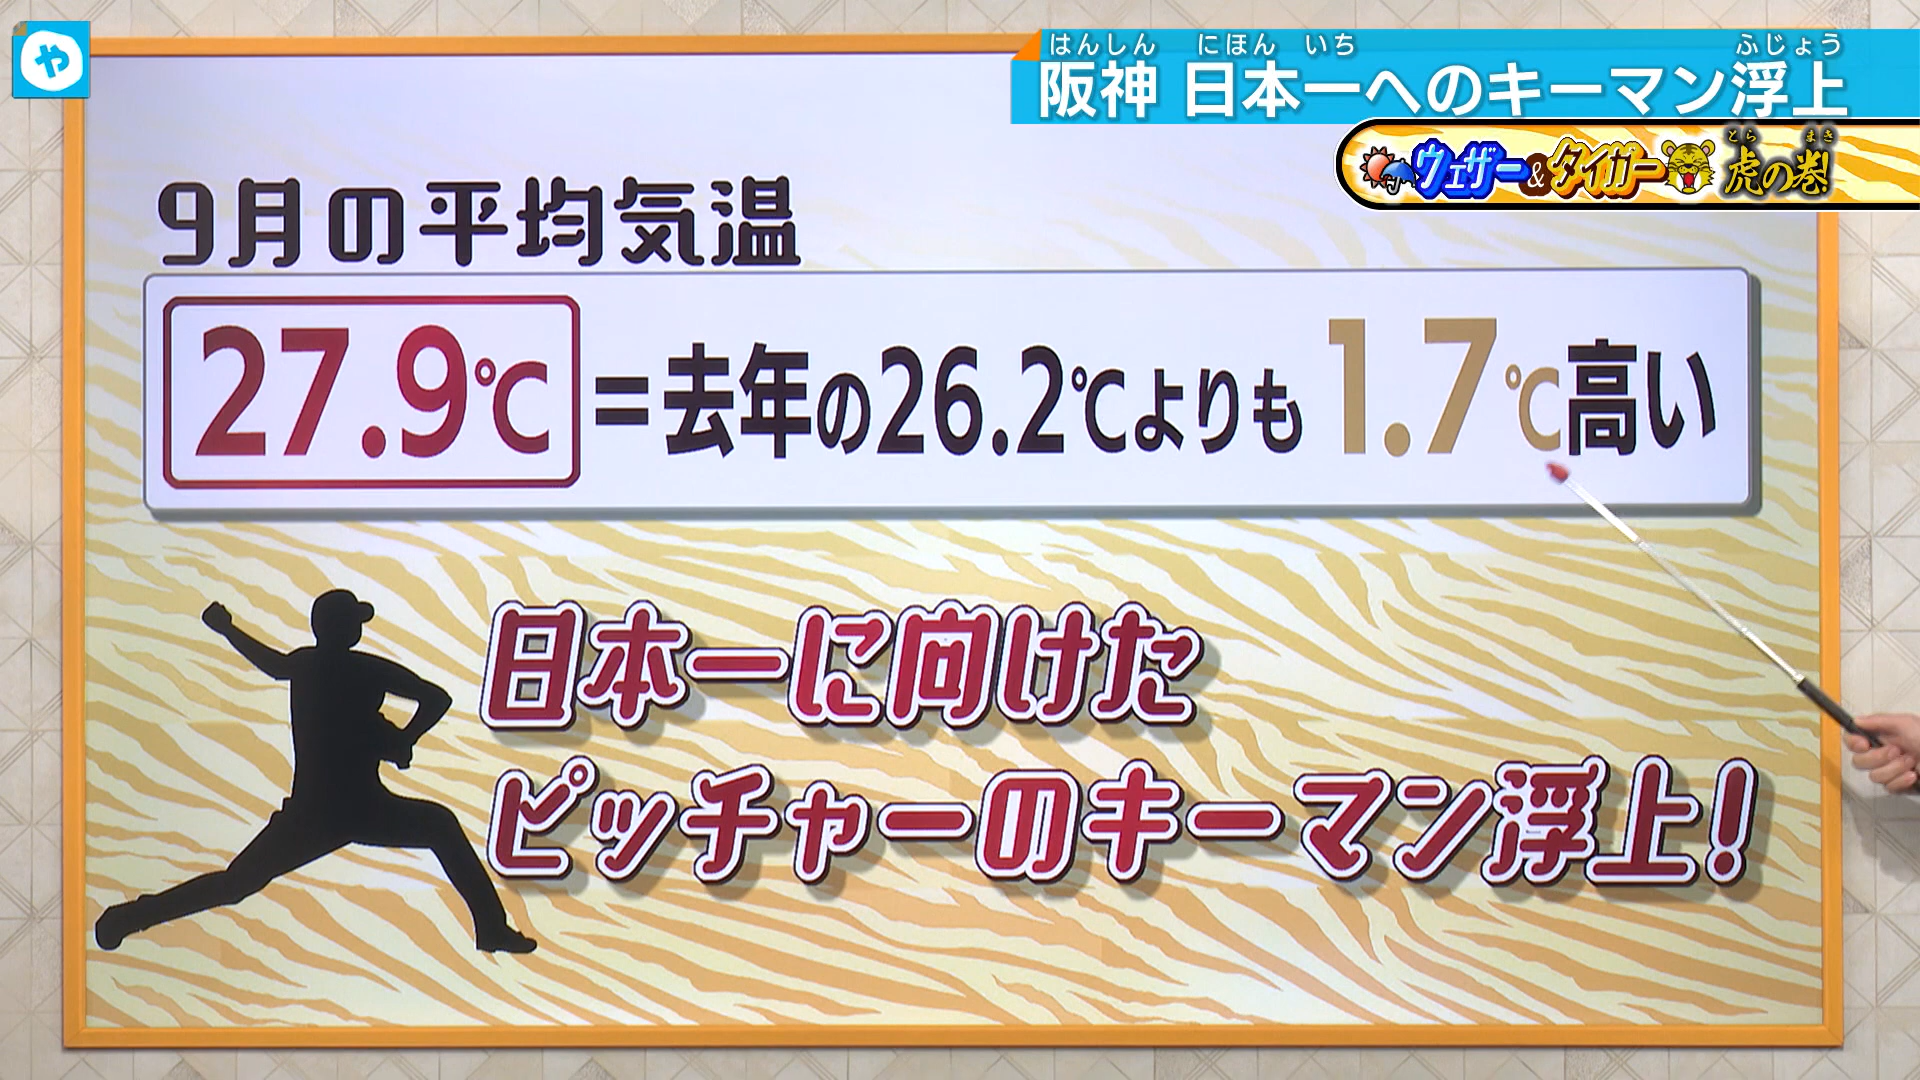 や
はんしん にほん いち ふじょう
阪神 日本一へのキーマン浮上
とら まき
ウェザー&タイガー虎の巻
9月の平均気温
27.9℃=去年の26.2℃よりも1.7℃高い
日本一に向けた
ピッチャーのキーマン浮上!